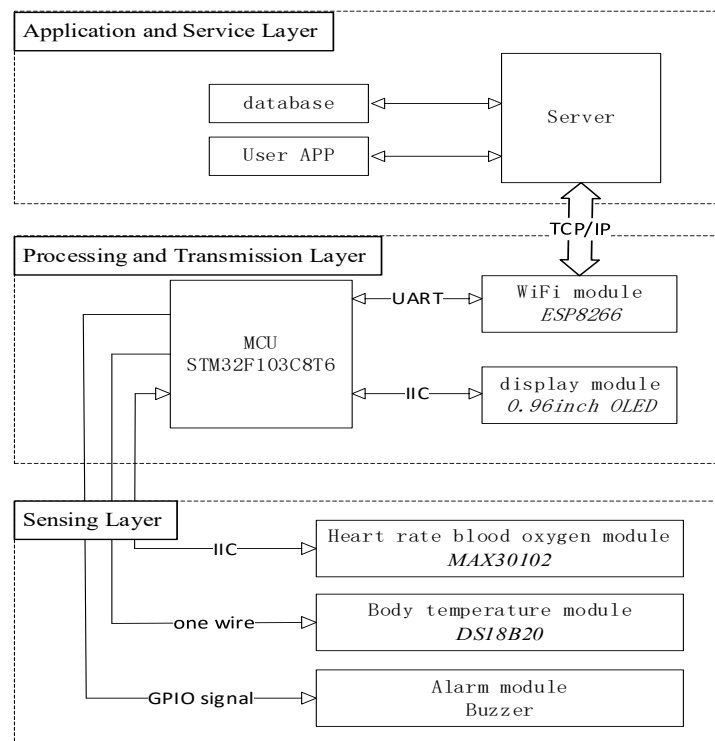 Application and Service Layer
database
Server
User APP
TCP/IP
Processing and Transmission Layer
WiFi module
ESP8266
UART
MCU
STM32F103C8T6
display module
0.96inch OLED
IIC
Sensing Layer
Heart rate blood oxygen module
MAX30102
IIC
Body temperature module
DS18B20
one wire
Alarm module
Buzzer
GPIO signal